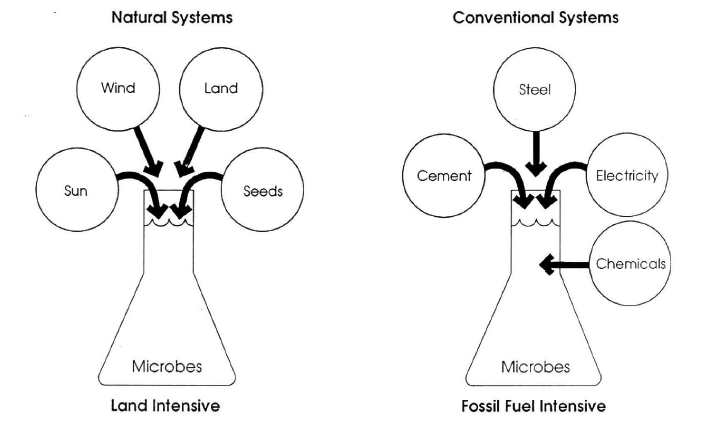 Natural Systems
Wind
Land
Sun
Seeds
Microbes
Land Intensive
Conventional Systems
Steel
Cement
Electricity
Chemicals
Microbes
Fossil Fuel Intensive